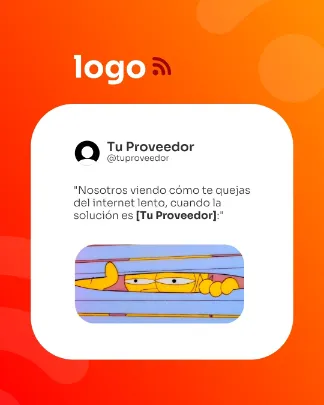 logo
Tu Proveedor
@tuproveedor
"Nosotros viendo cómo te quejas
del internet lento, cuando la
solución es [Tu Proveedor]:"